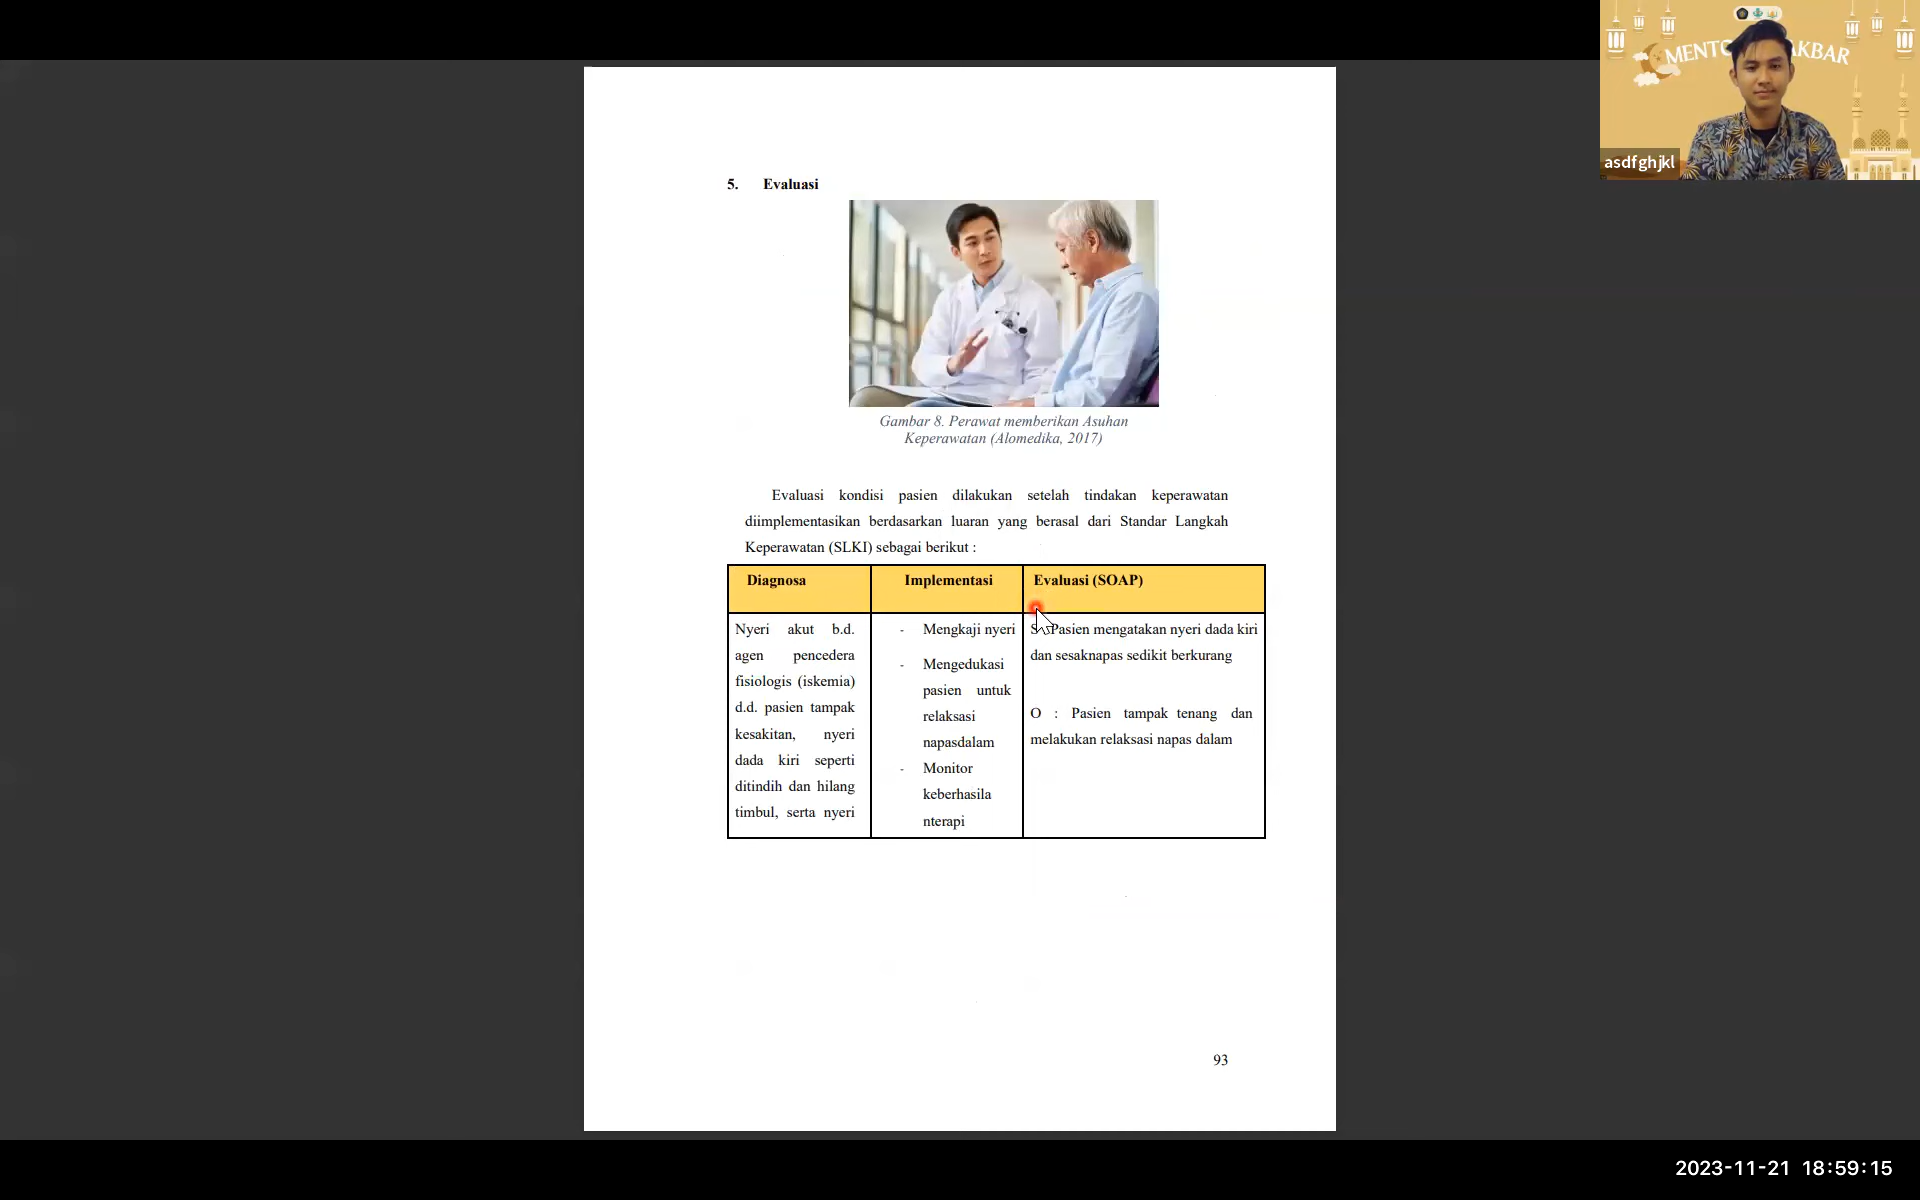 MENTO AKBAR
asdfghjkl
5. Evaluasi
Gambar 8. Perawat memberikan Asuhan
Keperawatan (Alomedika, 2017)
Evaluasi kondisi pasien dilakukan setelah tindakan keperawatan
diimplementasikan berdasarkan luaran yang berasal dari Standar Langkah
Keperawatan (SLKI) sebagai berikut :
Diagnosa
Implementasi
Evaluasi (SOAP)
Nyeri akut b.d.
agen pencedera
fisiologis (iskemia)
d.d. pasien tampak
kesakitan, nyeri
dada kiri seperti
ditindih dan hilang
timbul, serta nyeri
- Mengkaji nyeri
- Mengedukasi
pasien untuk
relaksasi
napasdalam
- Monitor
keberhasila
nterapi
S Pasien mengatakan nyeri dada kiri
dan sesaknapas sedikit berkurang
O : Pasien tampak tenang dan
melakukan relaksasi napas dalam
93
2023-11-21 18:59:15